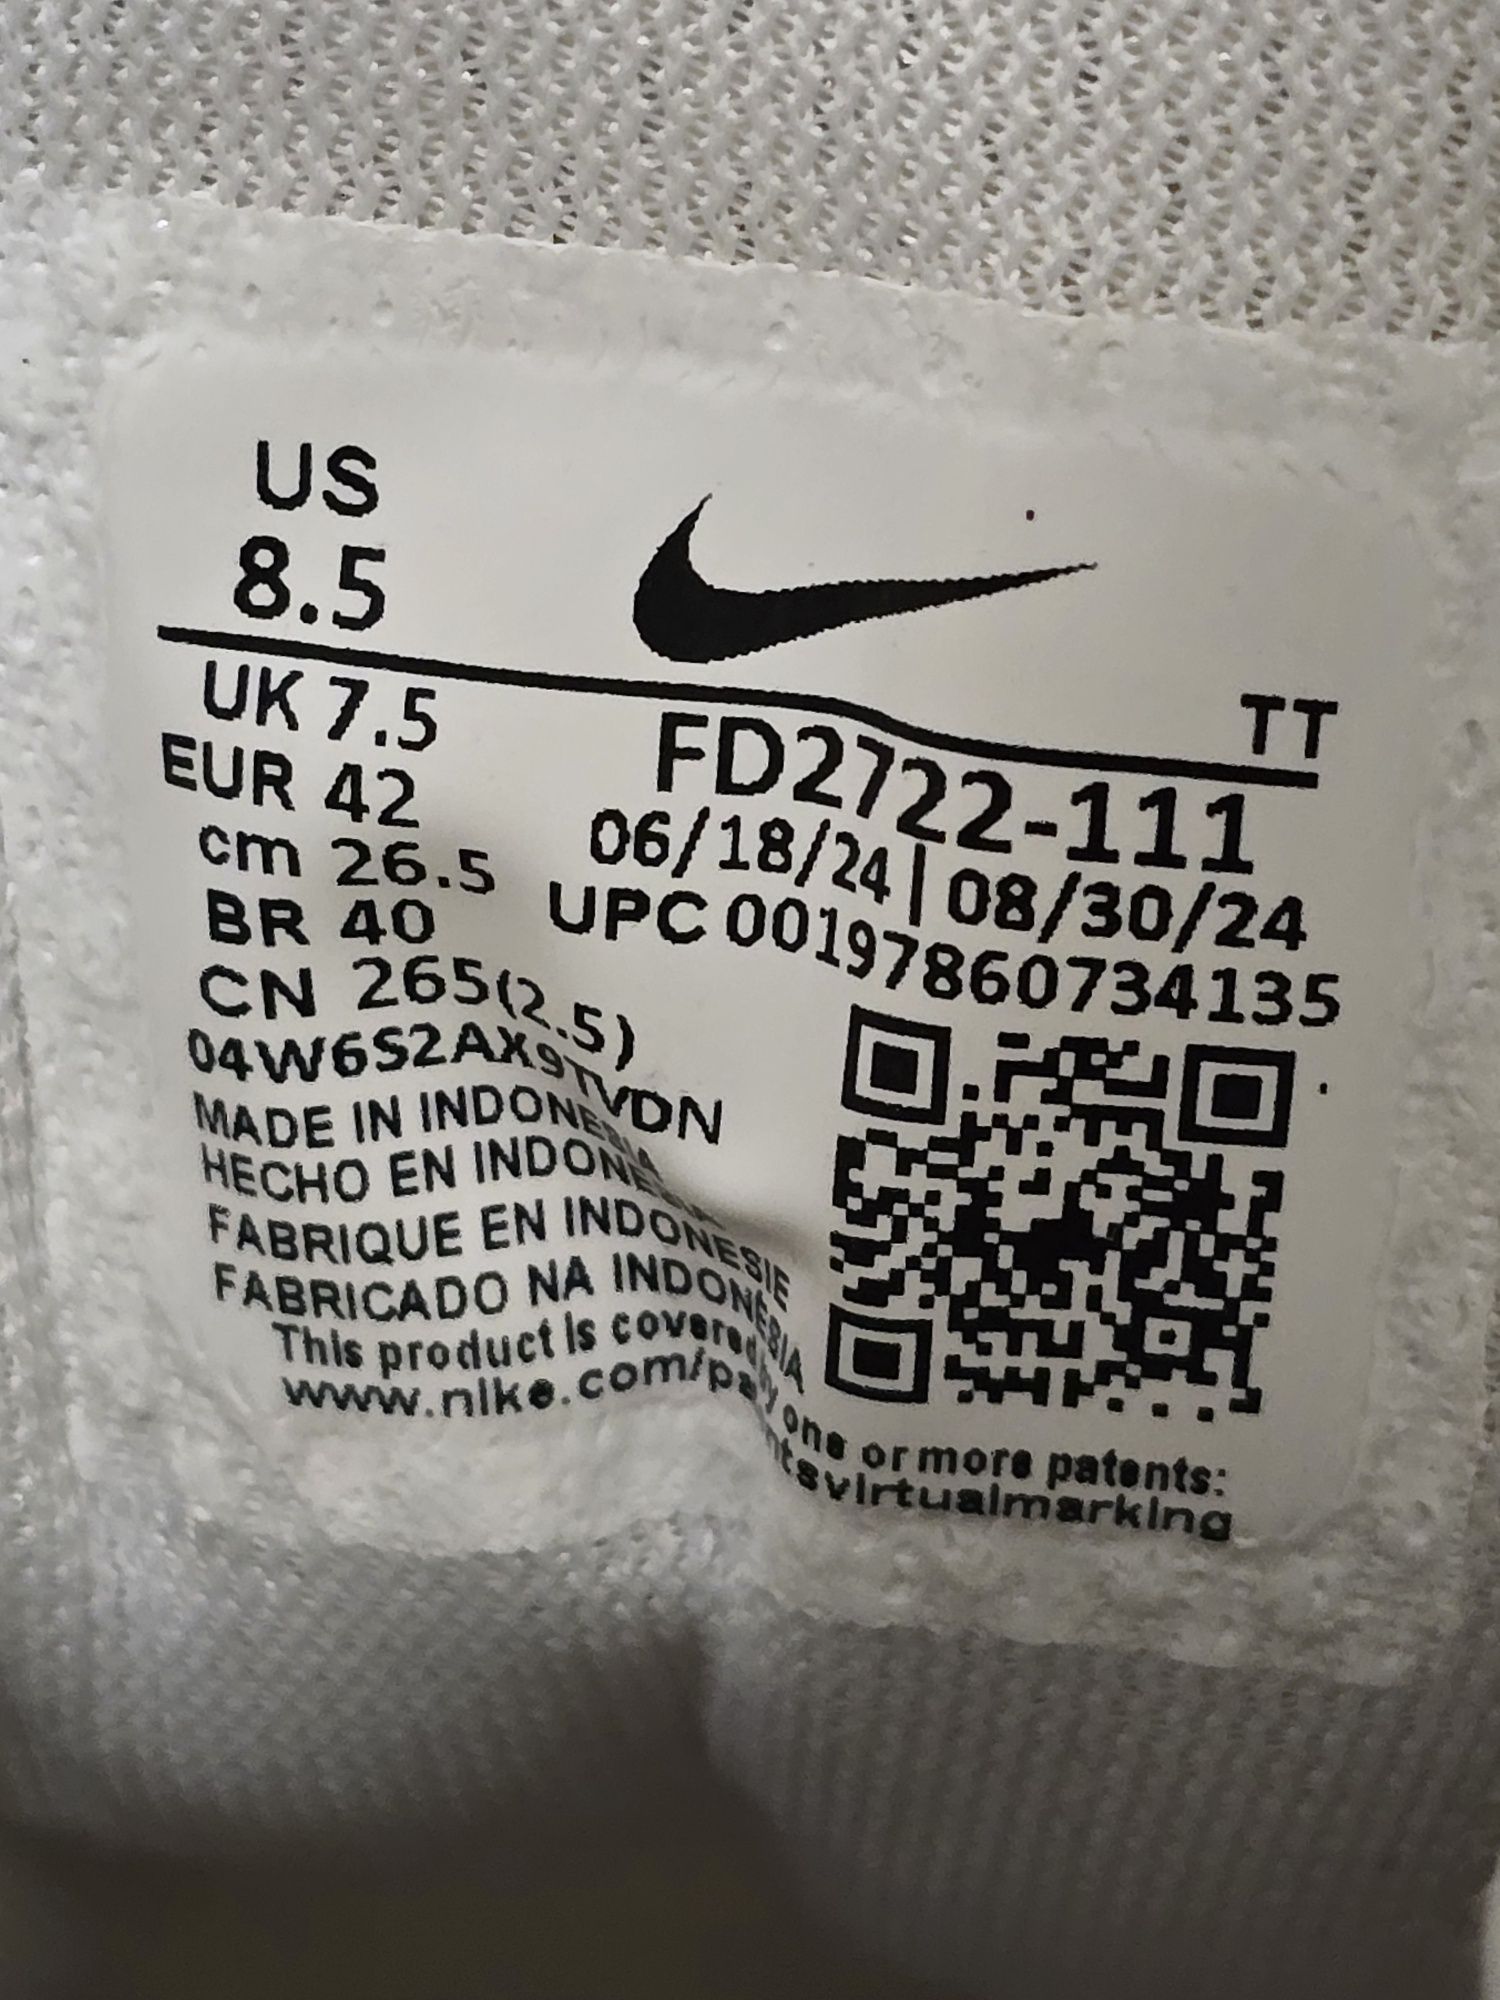 US
8.5
TT
UK 7.5
EUR 42
cm 26.5
BR 40
CN 265(2.5)
FD2722-111
06/18/24|08/30/24
UPC 00197860734135
04W6S2AX9TVDN
MADE IN INDONESIA
HECHO EN INDONESIA
FABRIQUE EN INDONESIE
FABRICADO NA INDONÉSIA
This product is covered by one or more patents:
www.nike.com/patentsvirtualmarking